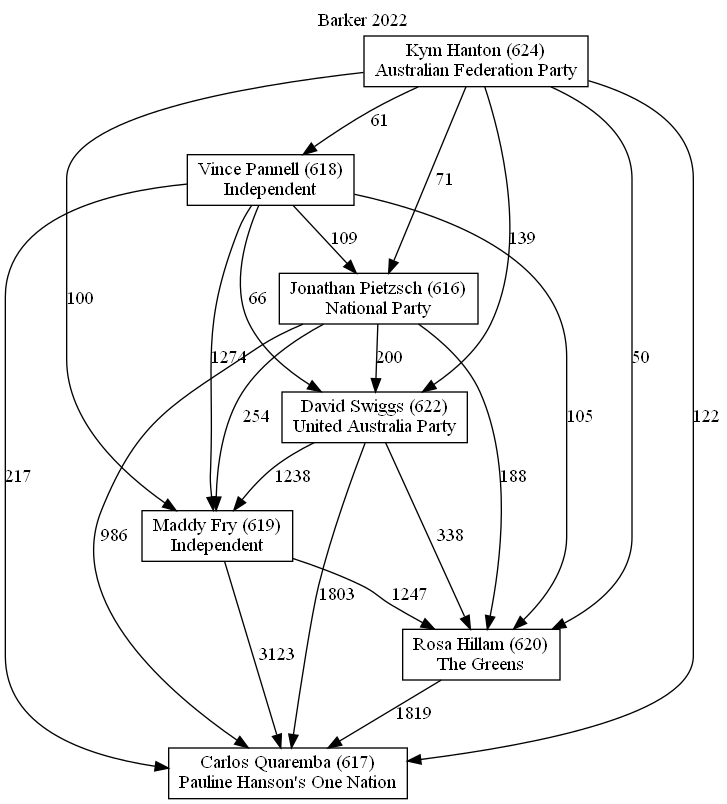 Barker 2022
Kym Hanton (624)
Australian Federation Party
61
Vince Pannell (618)
Independent
71
109
139
Jonathan Pietzsch (616)
National Party
66
100
1274
200
50
David Swiggs (622)
United Australia Party
254
105
122
217
1238
188
Maddy Fry (619)
Independent
986
338
1803
1247
Rosa Hillam (620)
The Greens
3123
1819
Carlos Quaremba (617)
Pauline Hanson's One Nation